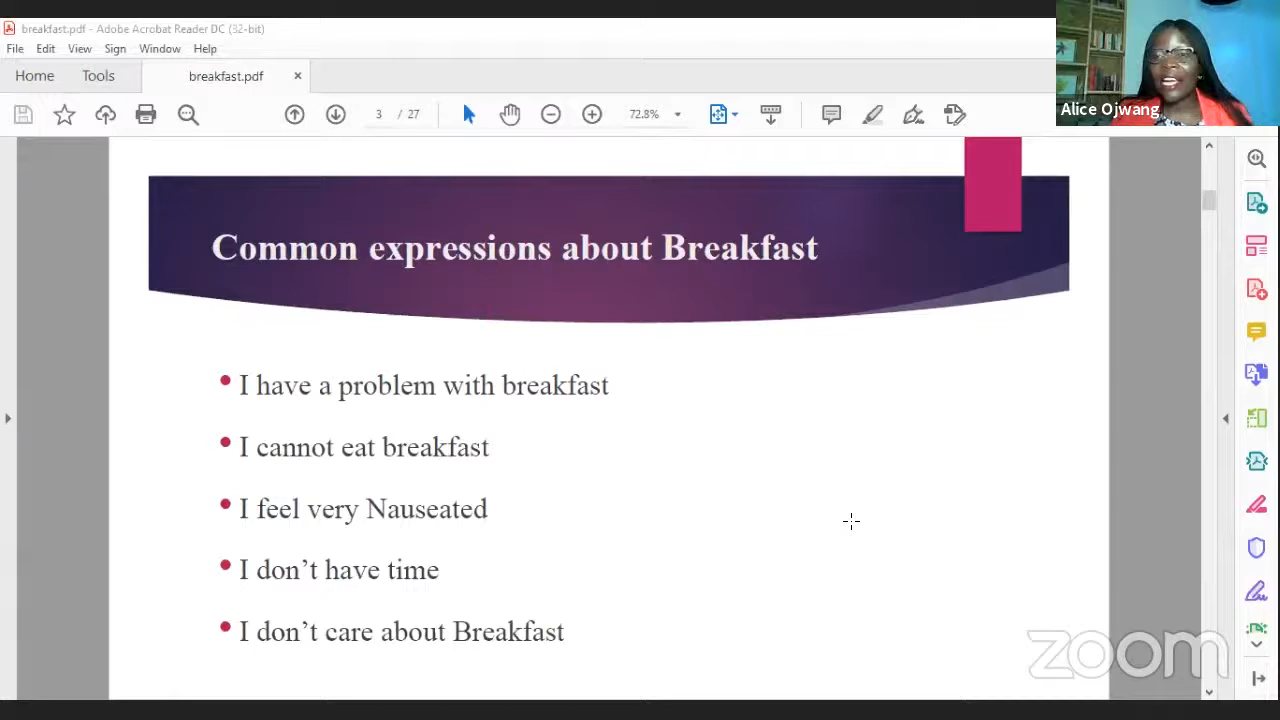 breakfast.pdf - Adobe Acrobat Reader DC (32-bit)
File Edit View Sign Window Help
Home Tools breakfast.pdf ×
3 / 27 72.8%
Alice Ojwang
Common expressions about Breakfast
• I have a problem with breakfast
• I cannot eat breakfast
• I feel very Nauseated
• I don’t have time
• I don’t care about Breakfast
zoom